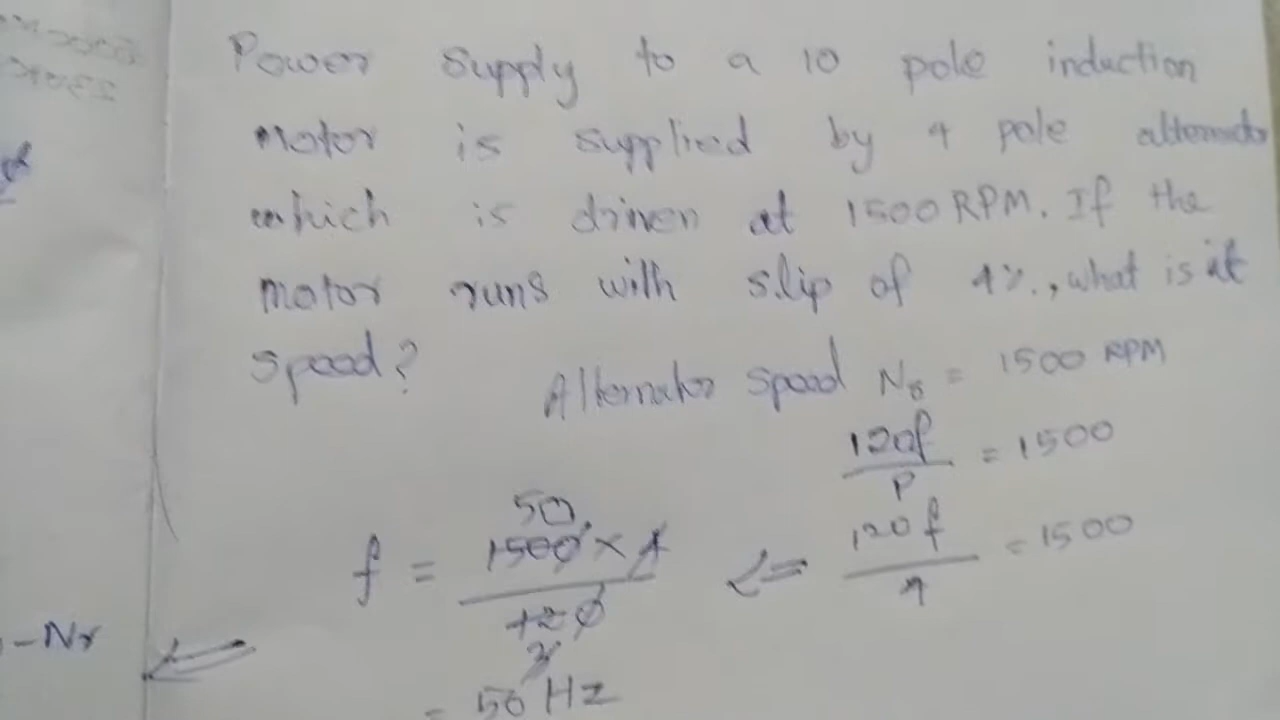 Power supply to a 10 pole induction
motor is supplied by 4 pole alternator
which is driven at 1500 RPM. If the
motor runs with slip of 4%, what is it
speed?
Alternator speed Ns = 1500 RPM
120f/P = 1500
120f/4 = 1500
f = 1500 × 4 / 120 <=
50
3
= 50 Hz
- Nr